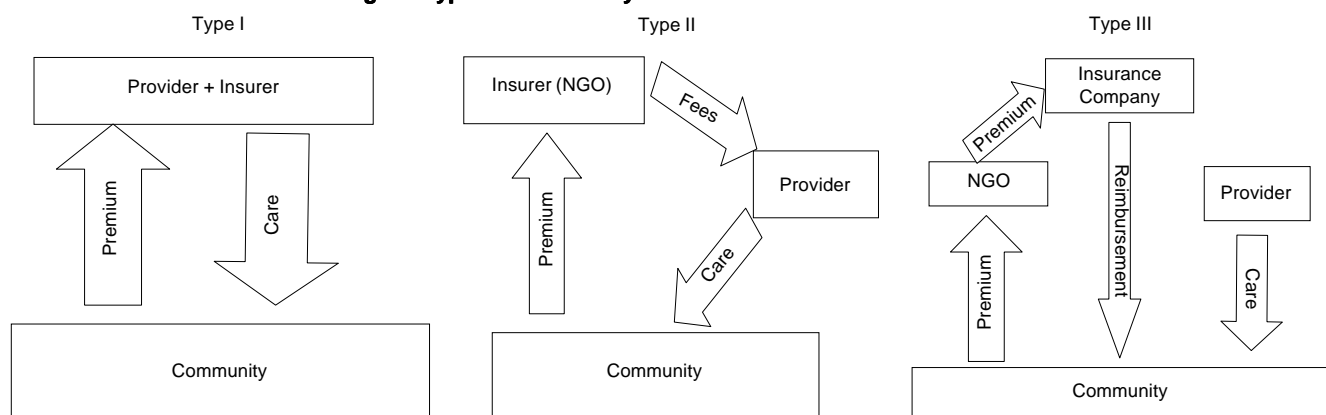 Type I
Provider + Insurer
Premium
Care
Community
Type II
Insurer (NGO)
Fees
Provider
Premium
Care
Community
Type III
Insurance
Company
Premium
NGO
Reimbursement
Provider
Premium
Care
Community